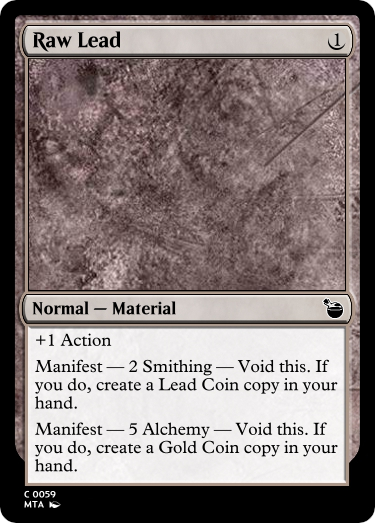 Raw Lead 1
Normal — Material
+1 Action
Manifest — 2 Smithing — Void this. If
you do, create a Lead Coin copy in your
hand.
Manifest — 5 Alchemy — Void this. If
you do, create a Gold Coin copy in your
hand.
C 0059
MTA